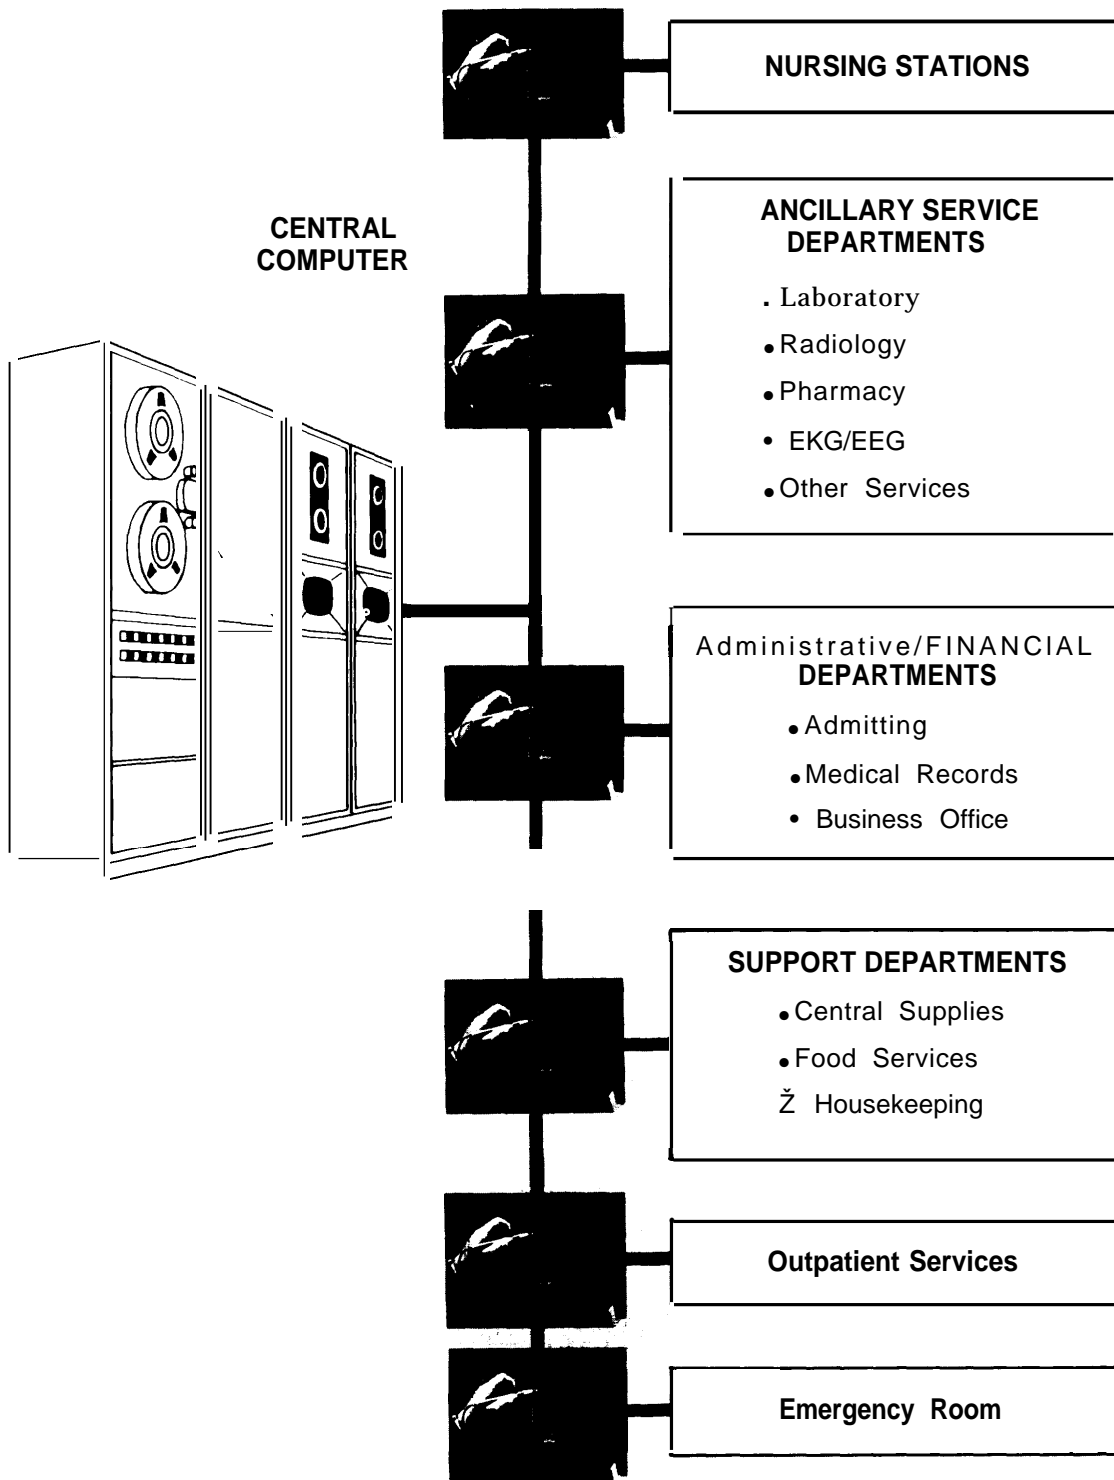 NURSING STATIONS
CENTRAL
COMPUTER
ANCILLARY SERVICE
DEPARTMENTS
. Laboratory
• Radiology
• Pharmacy
• EKG/EEG
• Other Services
Administrative/FINANCIAL
DEPARTMENTS
• Admitting
• Medical Records
• Business Office
SUPPORT DEPARTMENTS
• Central Supplies
• Food Services
Ž Housekeeping
Outpatient Services
Emergency Room